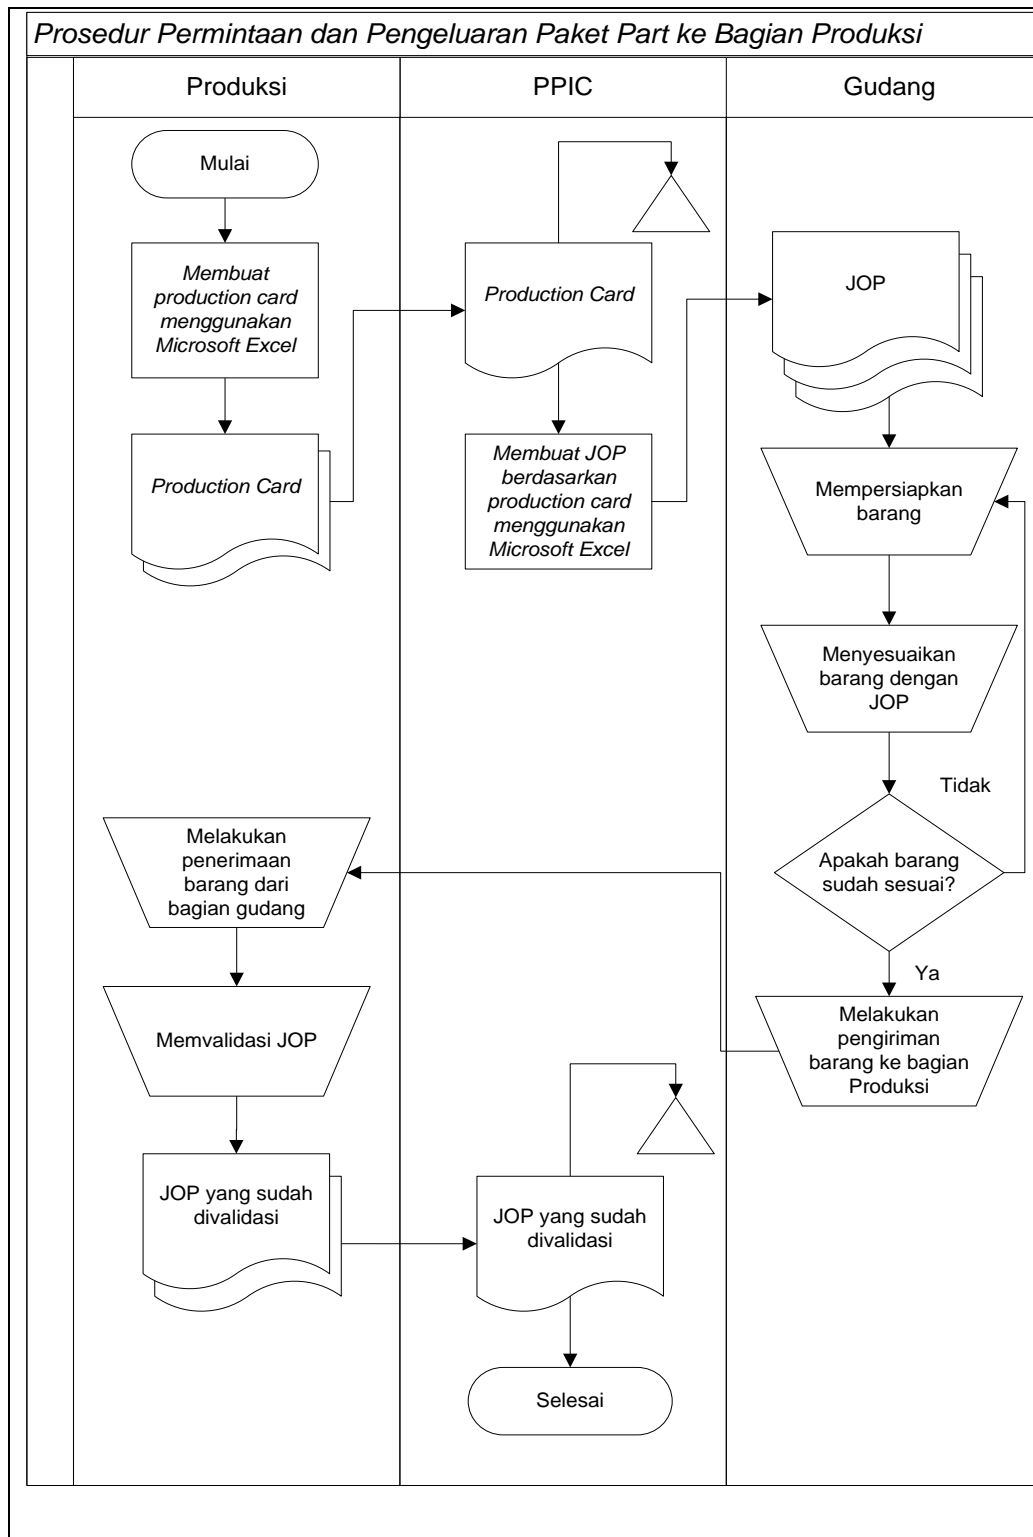 Prosedur Permintaan dan Pengeluaran Paket Part ke Bagian Produksi
Produksi
PPIC
Gudang
Mulai
Membuat
production card
menggunakan
Microsoft Excel
Production Card
Production Card
Membuat JOP
berdasarkan
production card
menggunakan
Microsoft Excel
JOP
Mempersiapkan
barang
Menyesuaikan
barang dengan
JOP
Tidak
Apakah barang
sudah sesuai?
Ya
Melakukan
pengiriman
barang ke bagian
Produksi
Melakukan
penerimaan
barang dari
bagian gudang
Memvalidasi JOP
JOP yang sudah
divalidasi
JOP yang sudah
divalidasi
Selesai